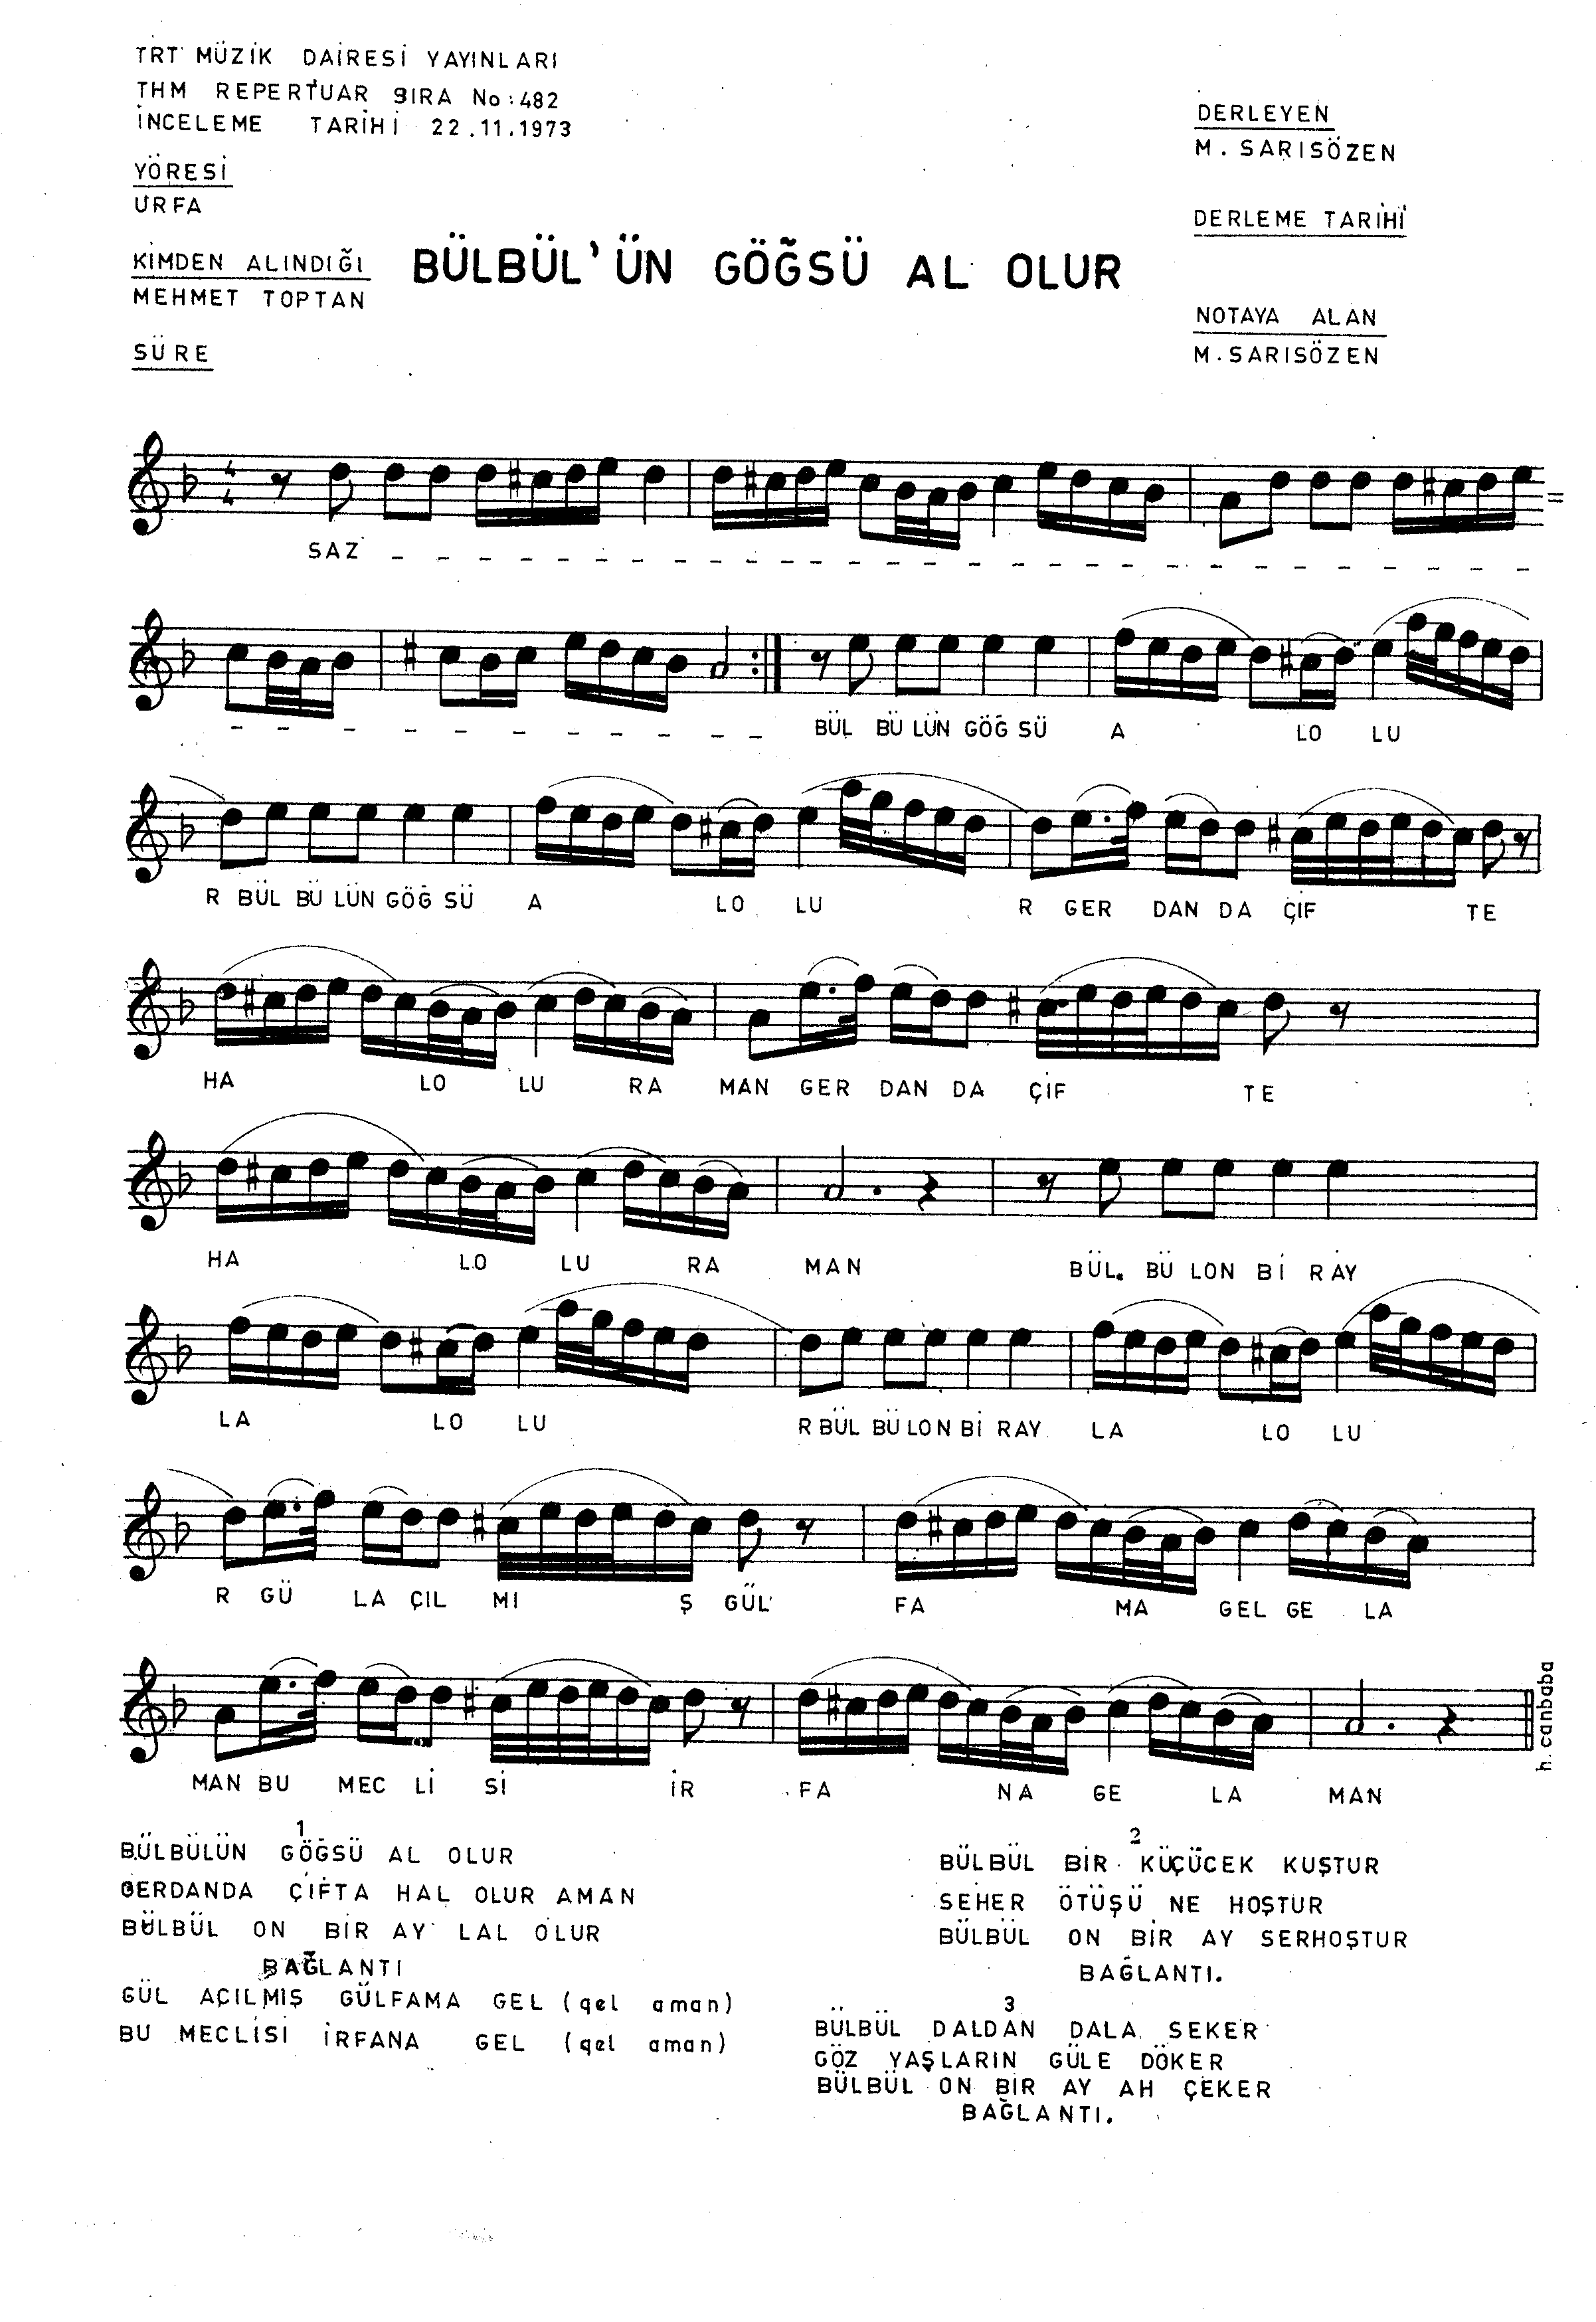 TRT MÜZİK DAİRESİ YAYINLARI
THM REPERTUAR SIRA No: 482
İNCELEME TARİHİ 22.11.1973
YÖRESİ
URFA
KİMDEN ALINDIĞI
MEHMET TOPTAN
SÜRE
BÜLBÜL'ÜN GÖĞSÜ AL OLUR
DERLEYEN
M. SARISÖZEN
DERLEME TARİHİ
NOTAYA ALAN
M. SARISÖZEN
4
4
SAZ _ _ _ _ _ _ _ _ _ _ _ _ _ _ _ _ _ _ _ _ _ _ _ _ _ _ _
_ _ _ _ _ _ _ _ _ _ BÜL BÜ LÜN GÖĞ SÜ A LO LU
R BÜL BÜ LÜN GÖĞ SÜ A LO LU R GER DAN DA ÇİF TE
HA LO LU RA MAN GER DAN DA ÇİF TE
HA LO LU RA MAN BÜL. BÜ LON Bİ RAY
LA LO LU R BÜL BÜ LON Bİ RAY LA LO LU
R GÜ LA ÇIL MI Ş GÜL FA MA GEL GE LA
MAN BU MEC Lİ Sİ İR FA NA GE LA MAN
h. canbaba
1
BÜLBÜLÜN GÖĞSÜ AL OLUR
GERDANDA ÇİFTA HAL OLUR AMAN
BÜLBÜL ON BİR AY LAL OLUR
BAĞLANTI
GÜL AÇILMIŞ GÜLFAMA GEL (gel aman)
BU MECLİSİ İRFANA GEL (gel aman)
2
BÜLBÜL BİR KÜÇÜCEK KUŞTUR
SEHER ÖTÜŞÜ NE HOŞTUR
BÜLBÜL ON BİR AY SERHOŞTUR
BAĞLANTI.
3
BÜLBÜL DALDAN DALA SEKER
GÖZ YAŞLARIN GÜLE DÖKER
BÜLBÜL ON BİR AY AH ÇEKER
BAĞLANTI.